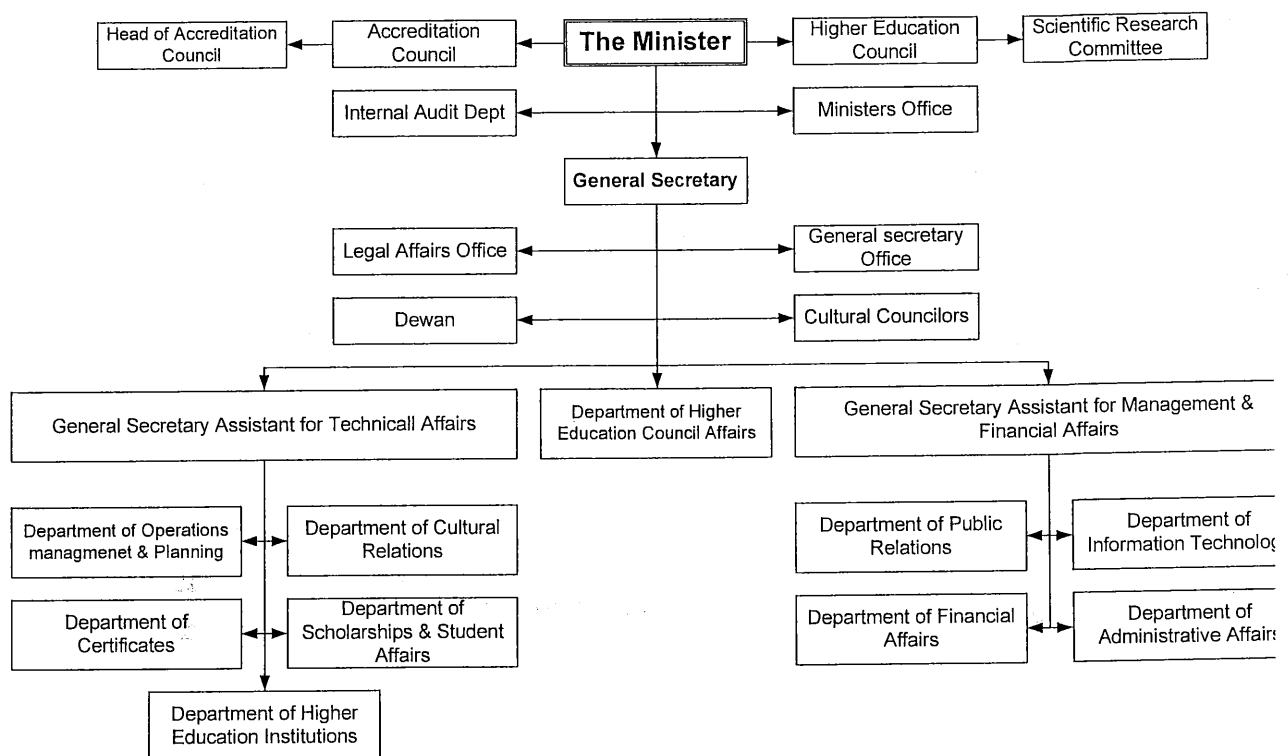 Head of Accreditation
Council
Accreditation
Council
The Minister
Higher Education
Council
Scientific Research
Committee
Internal Audit Dept
Ministers Office
General Secretary
Legal Affairs Office
General secretary
Office
Dewan
Cultural Councilors
General Secretary Assistant for Technicall Affairs
Department of Higher
Education Council Affairs
General Secretary Assistant for Management &
Financial Affairs
Department of Operations
managmenet & Planning
Department of Cultural
Relations
Department of Public
Relations
Department of
Information Technolog
Department of
Certificates
Department of
Scholarships & Student
Affairs
Department of Financial
Affairs
Department of
Administrative Affairs
Department of Higher
Education Institutions